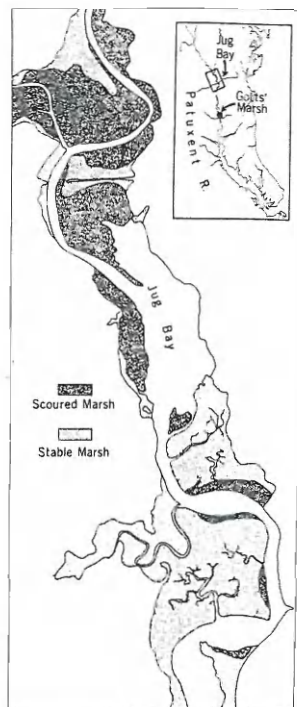 Jug
Bay
Gotts'
Marsh
Patuxent R.
Jug Bay
Scoured Marsh
Stable Marsh